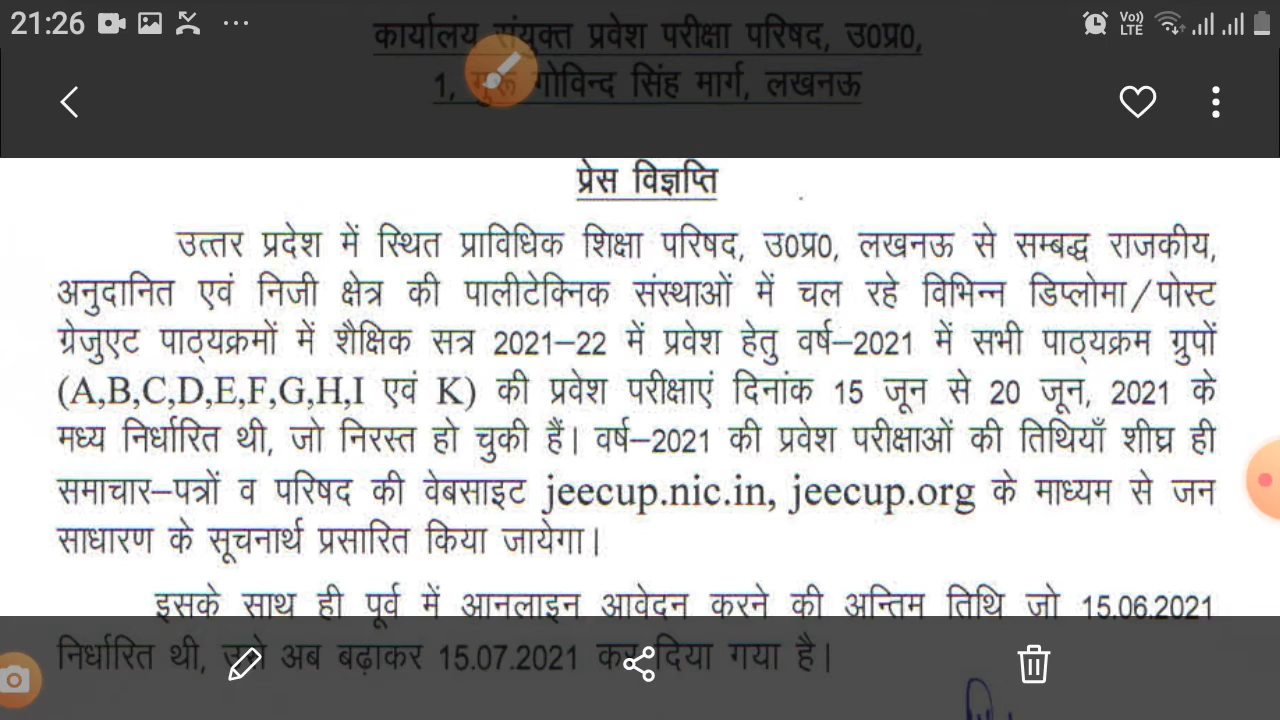 21:26
Vo)) LTE
कार्यालय संयुक्त प्रवेश परीक्षा परिषद, उ0प्र0,
1, गुरू गोविन्द सिंह मार्ग, लखनऊ
प्रेस विज्ञप्ति
उत्तर प्रदेश में स्थित प्राविधिक शिक्षा परिषद, उ0प्र0, लखनऊ से सम्बद्ध राजकीय,
अनुदानित एवं निजी क्षेत्र की पालीटेक्निक संस्थाओं में चल रहे विभिन्न डिप्लोमा/पोस्ट
ग्रेजुएट पाठ्यक्रमों में शैक्षिक सत्र 2021–22 में प्रवेश हेतु वर्ष–2021 में सभी पाठ्यक्रम ग्रुपों
(A,B,C,D,E,F,G,H,I एवं K) की प्रवेश परीक्षाएं दिनांक 15 जून से 20 जून, 2021 के
मध्य निर्धारित थी, जो निरस्त हो चुकी हैं। वर्ष–2021 की प्रवेश परीक्षाओं की तिथियाँ शीघ्र ही
समाचार–पत्रों व परिषद की वेबसाइट jeecup.nic.in, jeecup.org के माध्यम से जन
साधारण के सूचनार्थ प्रसारित किया जायेगा।
इसके साथ ही पूर्व में आनलाइन आवेदन करने की अन्तिम तिथि जो 15.06.2021
निर्धारित थी, उसे अब बढ़ाकर 15.07.2021 कर दिया गया है।